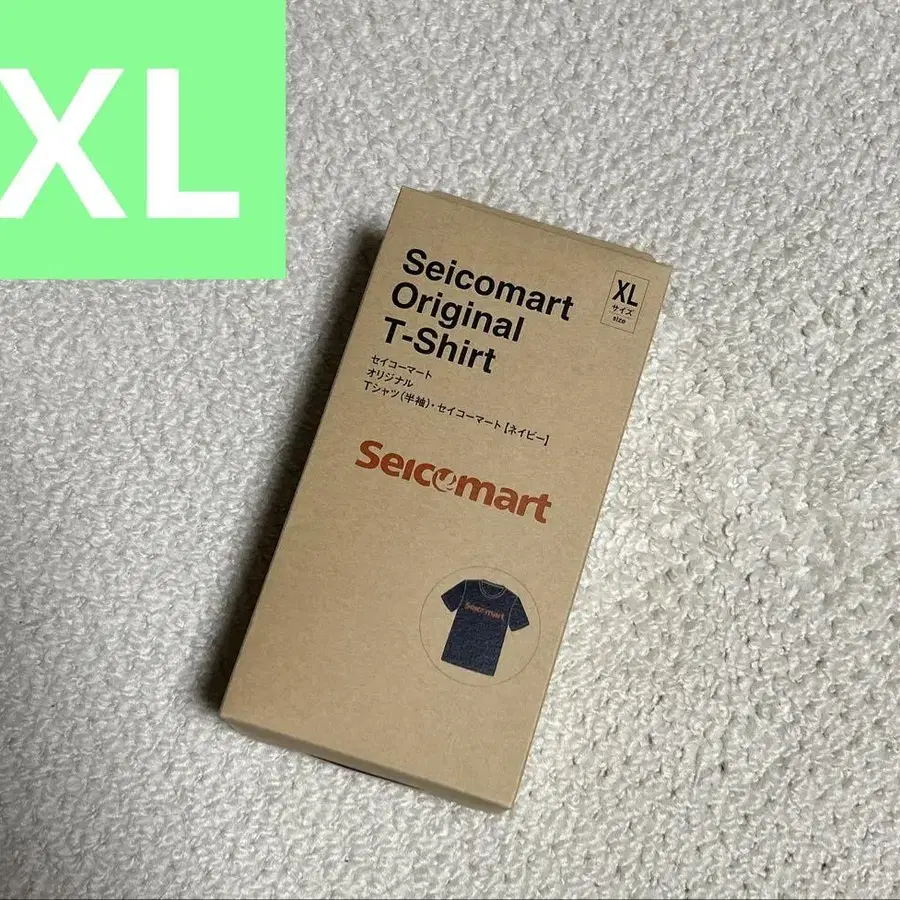 XL
Seicomart
Original
T-Shirt
XL
サイズ
size
セイコーマート
オリジナル
Tシャツ(半袖)・セイコーマート【ネイビー】
Seicomart
Seicomart